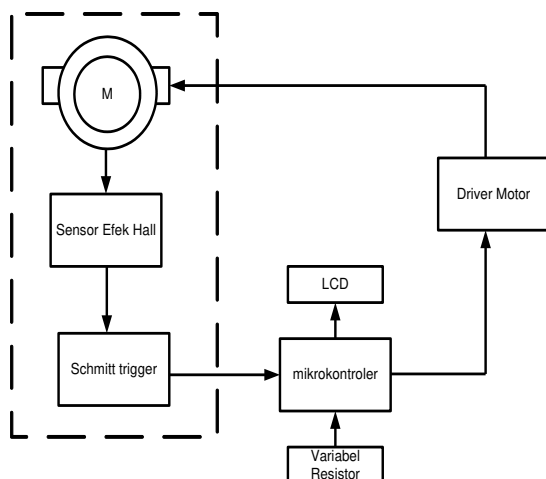 M
Sensor Efek Hall
Driver Motor
LCD
Schmitt trigger
mikrokontroler
Variabel
Resistor